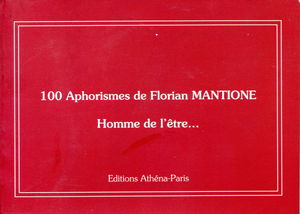 100 Aphorismes de Florian MANTIONE
Homme de l'être...
Editions Athéna-Paris